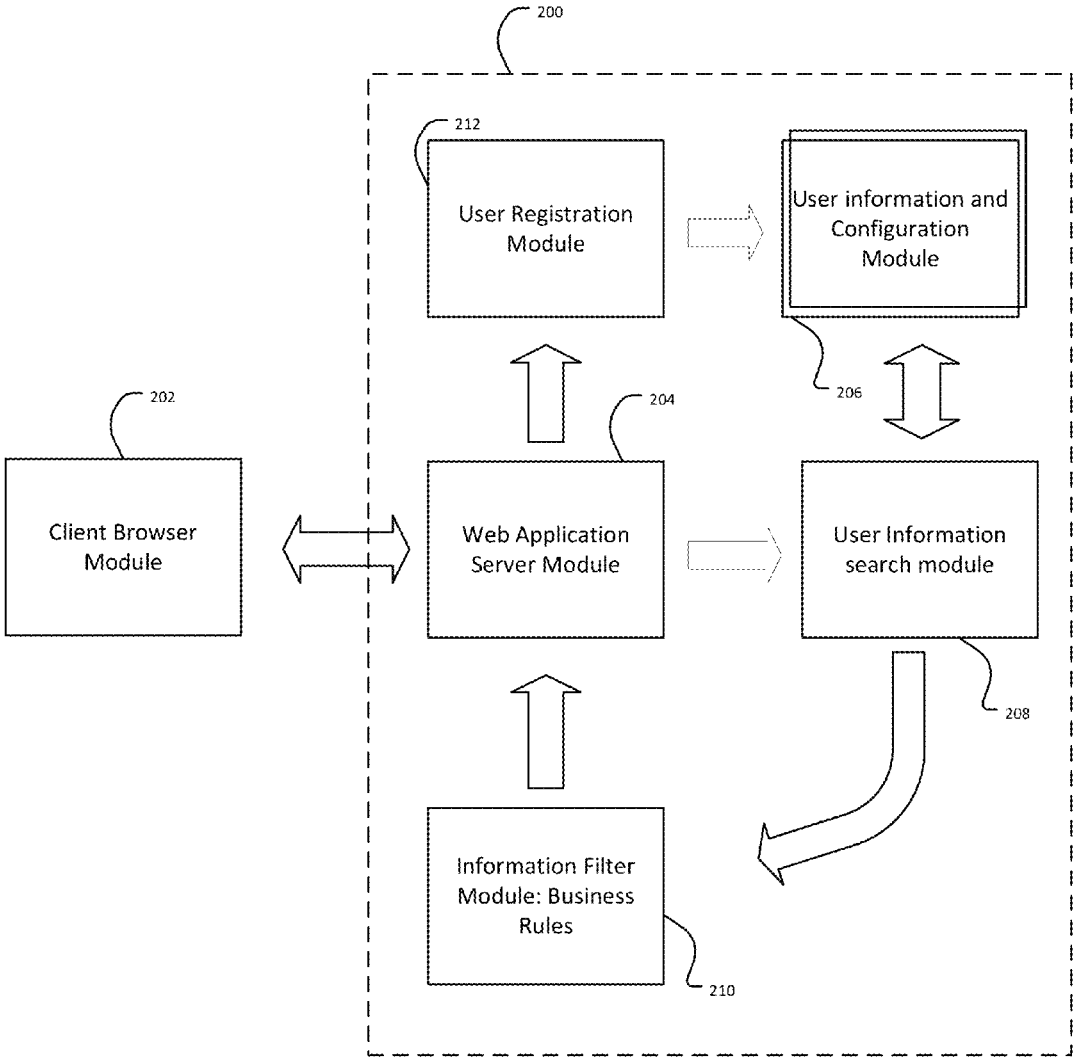 200
212
User Registration
Module
User information and
Configuration
Module
206
202
204
Client Browser
Module
Web Application
Server Module
User Information
search module
208
Information Filter
Module: Business
Rules
210